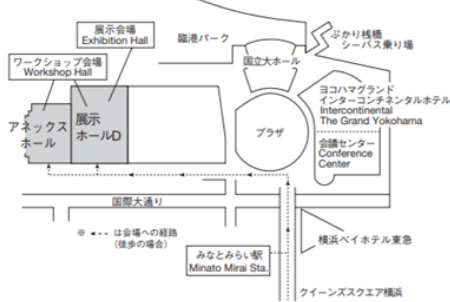 展示会場
Exhibition Hall
ワークショップ会場
Workshop Hall
臨港パーク
ぷかり桟橋
シーバス乗り場
国立大ホール
アネックス
ホール
展示
ホールD
プラザ
ヨコハマグランド
インターコンチネンタルホテル
Intercontinental
The Grand Yokohama
会議センター
Conference
Center
国際大通り
※ は会場への経路
(徒歩の場合)
みなとみらい駅
Minato Mirai Sta.
横浜ベイホテル東急
クイーンズスクエア横浜